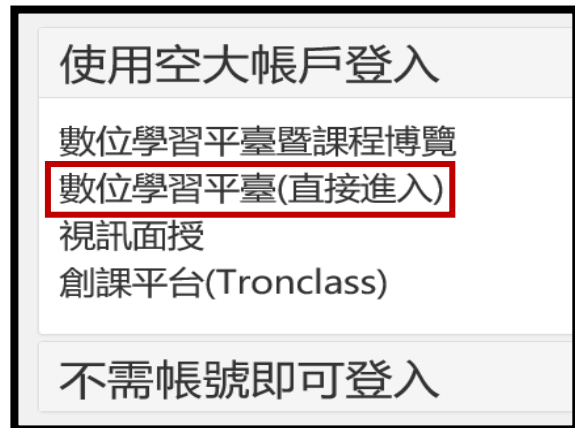 使用空大帳戶登入
數位學習平臺暨課程博覽
數位學習平臺(直接進入)
視訊面授
創課平台(Tronclass)
不需帳號即可登入